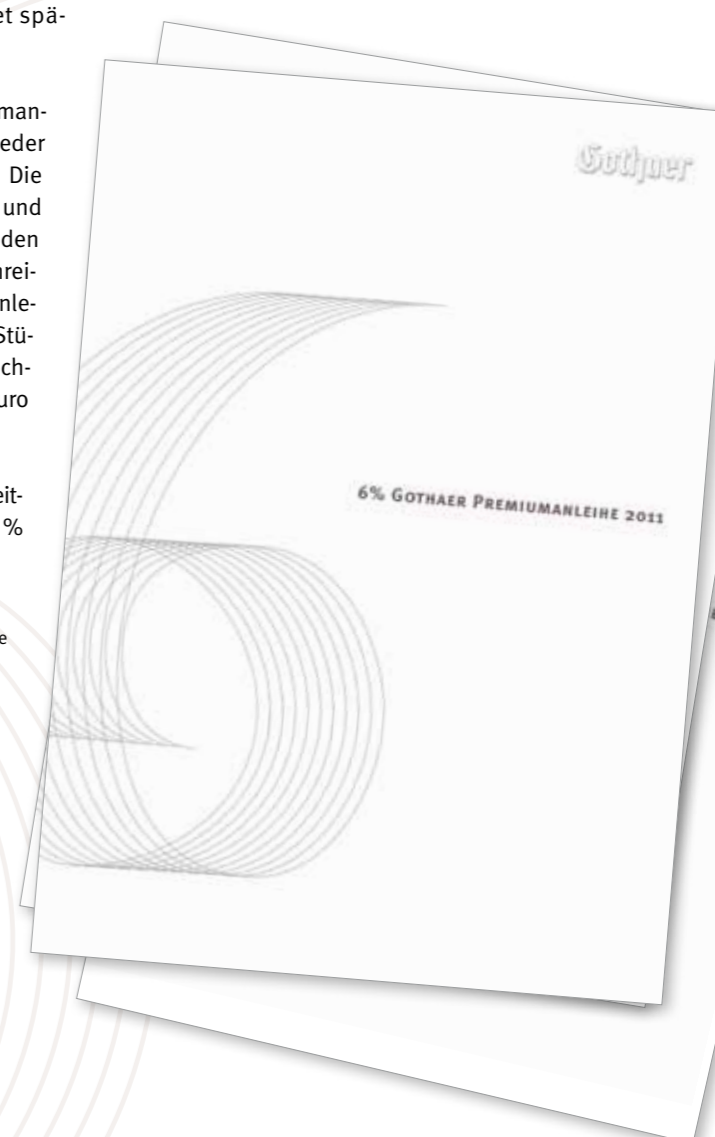 et spä-
man-
eder
Die
und
den
rei-
nle-
Stü-
ch-
uro
eit-
%
e
Gothaer
6% GOTHAER PREMIUMANLEIHE 2011